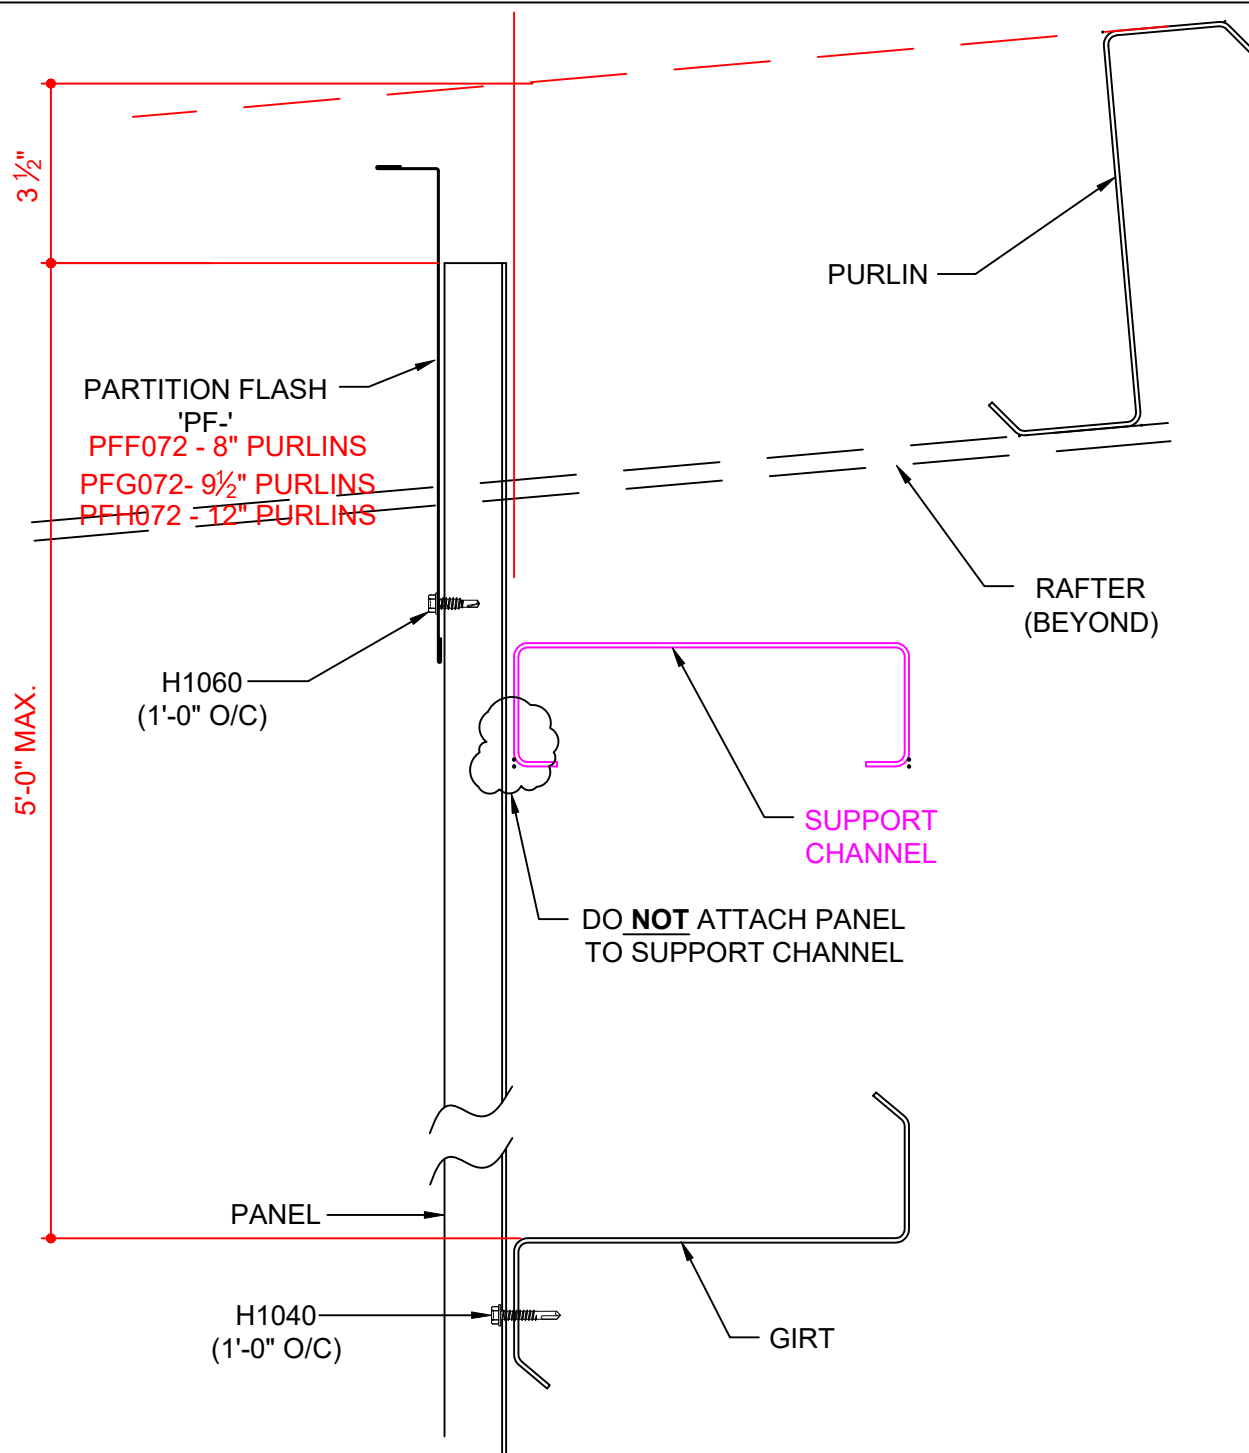 3 ½"
PURLIN
PARTITION FLASH
'PF-'
PFF072 - 8" PURLINS
PFG072- 9½" PURLINS
PFH072 - 12" PURLINS
RAFTER
(BEYOND)
H1060
(1'-0" O/C)
5'-0" MAX.
SUPPORT
CHANNEL
DO NOT ATTACH PANEL
TO SUPPORT CHANNEL
PANEL
H1040
(1'-0" O/C)
GIRT